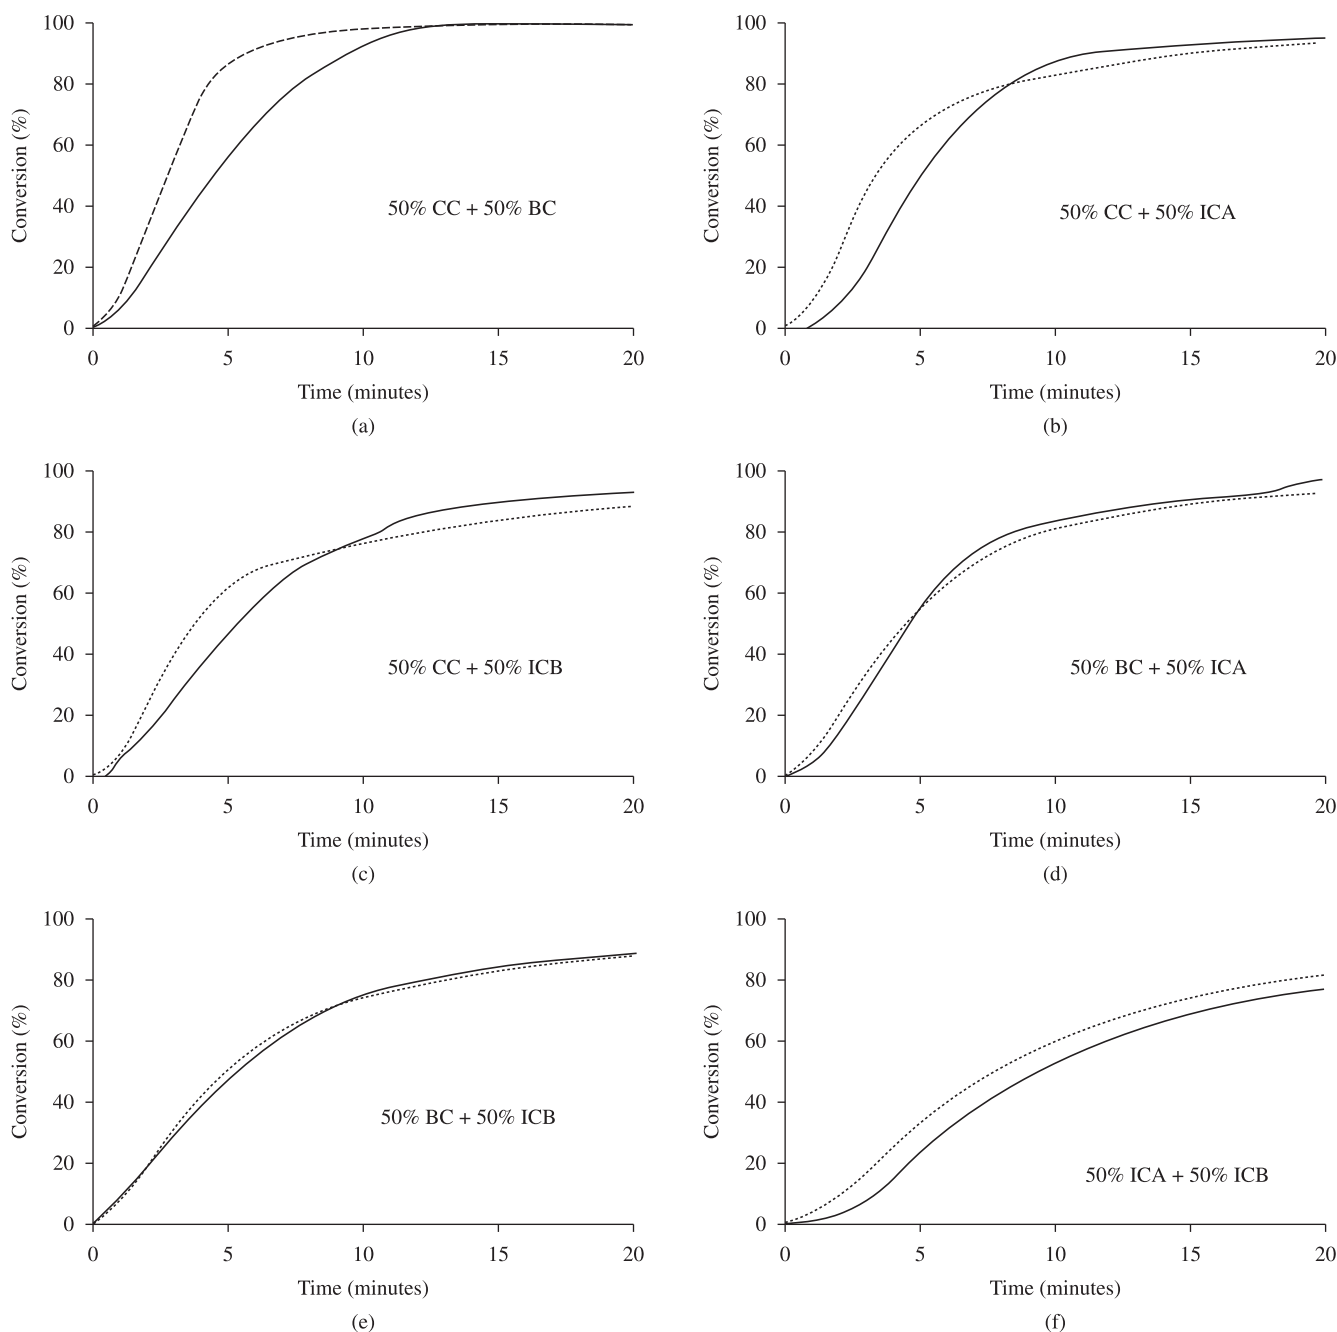 100
80
60
40
20
0
Conversion (%)
50% CC + 50% BC
0 5 10 15 20
Time (minutes)
(a)
100
80
60
40
20
0
Conversion (%)
50% CC + 50% ICA
0 5 10 15 20
Time (minutes)
(b)
100
80
60
40
20
0
Conversion (%)
50% CC + 50% ICB
0 5 10 15 20
Time (minutes)
(c)
100
80
60
40
20
0
Conversion (%)
50% BC + 50% ICA
0 5 10 15 20
Time (minutes)
(d)
100
80
60
40
20
0
Conversion (%)
50% BC + 50% ICB
0 5 10 15 20
Time (minutes)
(e)
100
80
60
40
20
0
Conversion (%)
50% ICA + 50% ICB
0 5 10 15 20
Time (minutes)
(f)